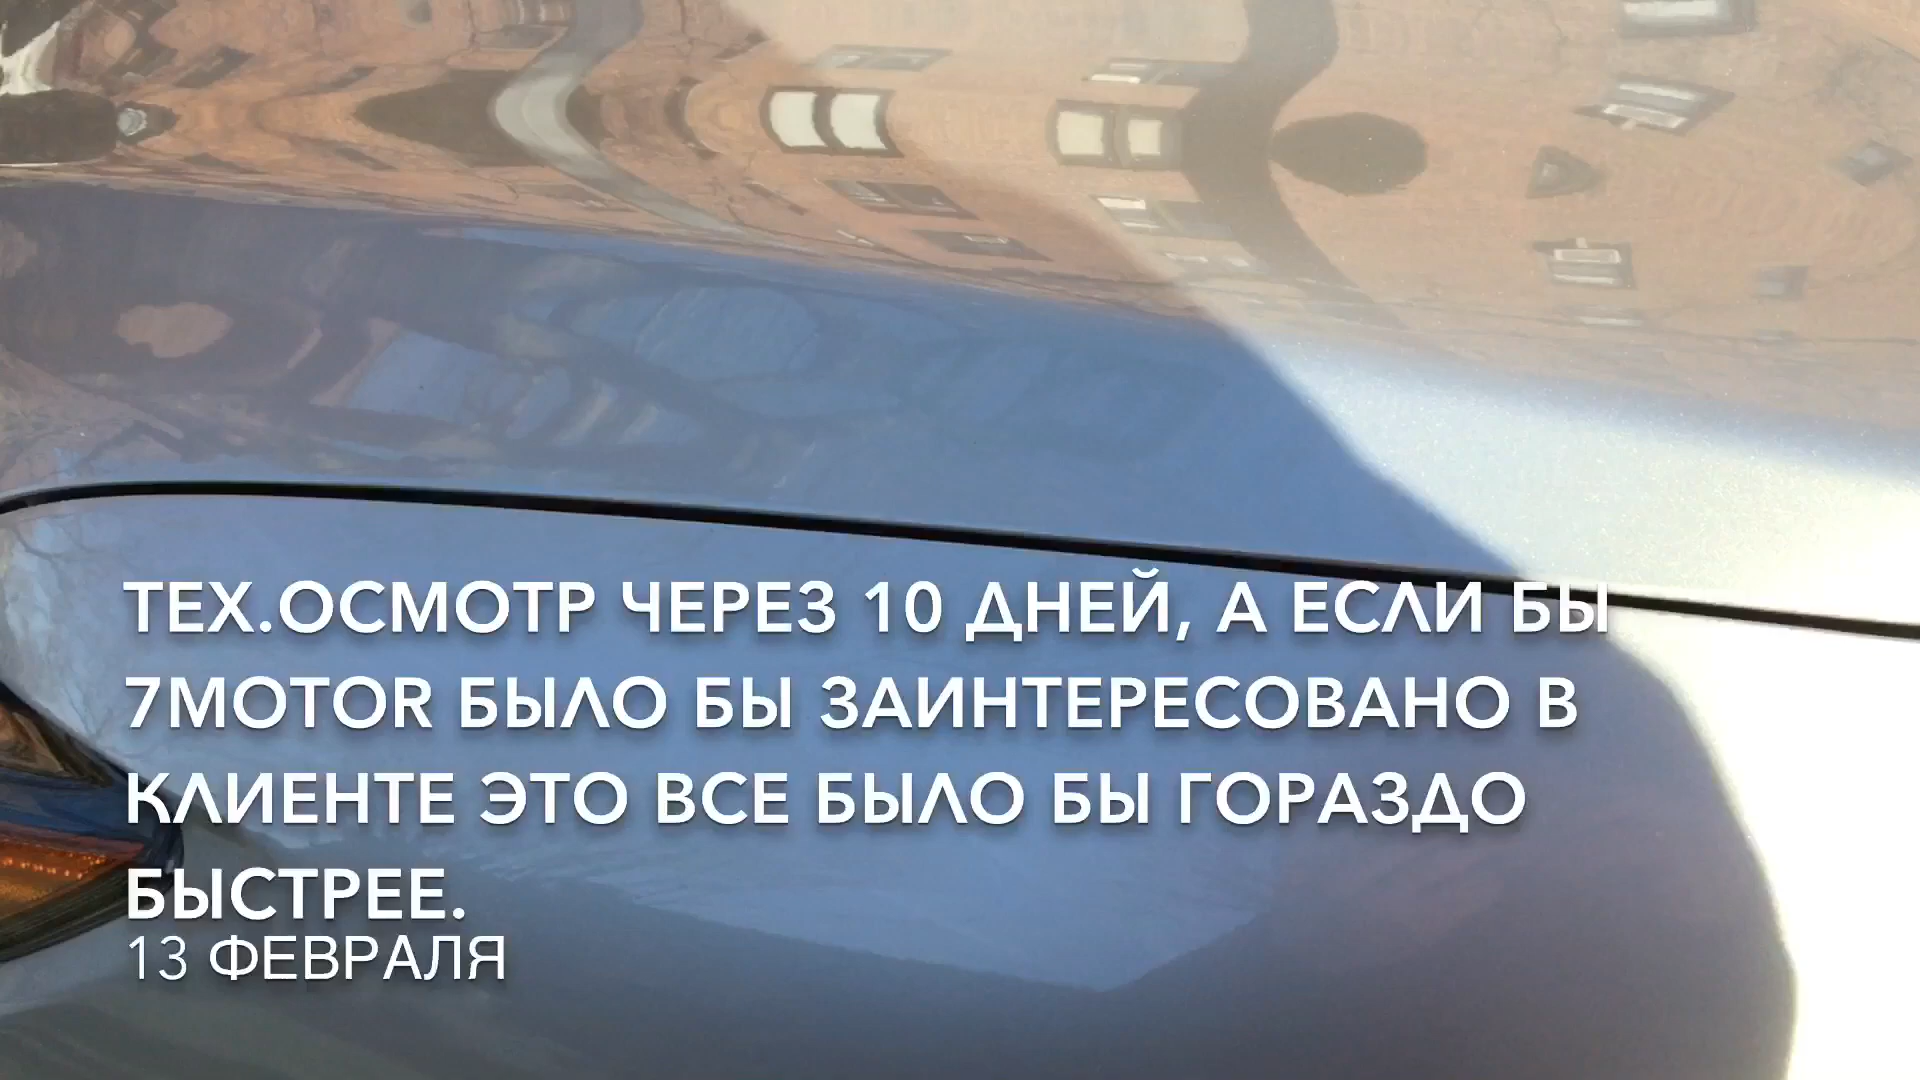 ТЕХ.ОСМОТР ЧЕРЕЗ 10 ДНЕЙ, А ЕСЛИ БЫ
7MOTOR БЫЛО БЫ ЗАИНТЕРЕСОВАНО В
КЛИЕНТЕ ЭТО ВСЕ БЫЛО БЫ ГОРАЗДО
БЫСТРЕЕ.
13 ФЕВРАЛЯ